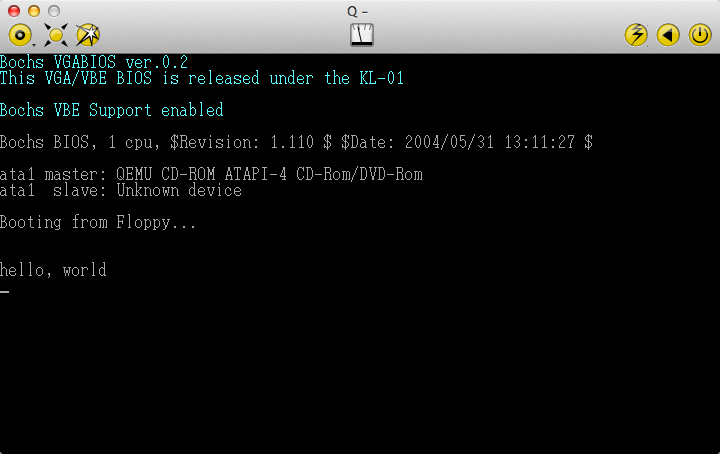 Q –
Bochs VGABIOS ver.0.2
This VGA/VBE BIOS is released under the KL-01
Bochs VBE Support enabled
Bochs BIOS, 1 cpu, $Revision: 1.110 $ $Date: 2004/05/31 13:11:27 $
ata1 master: QEMU CD-ROM ATAPI-4 CD-Rom/DVD-Rom
ata1  slave: Unknown device
Booting from Floppy...
hello, world
_